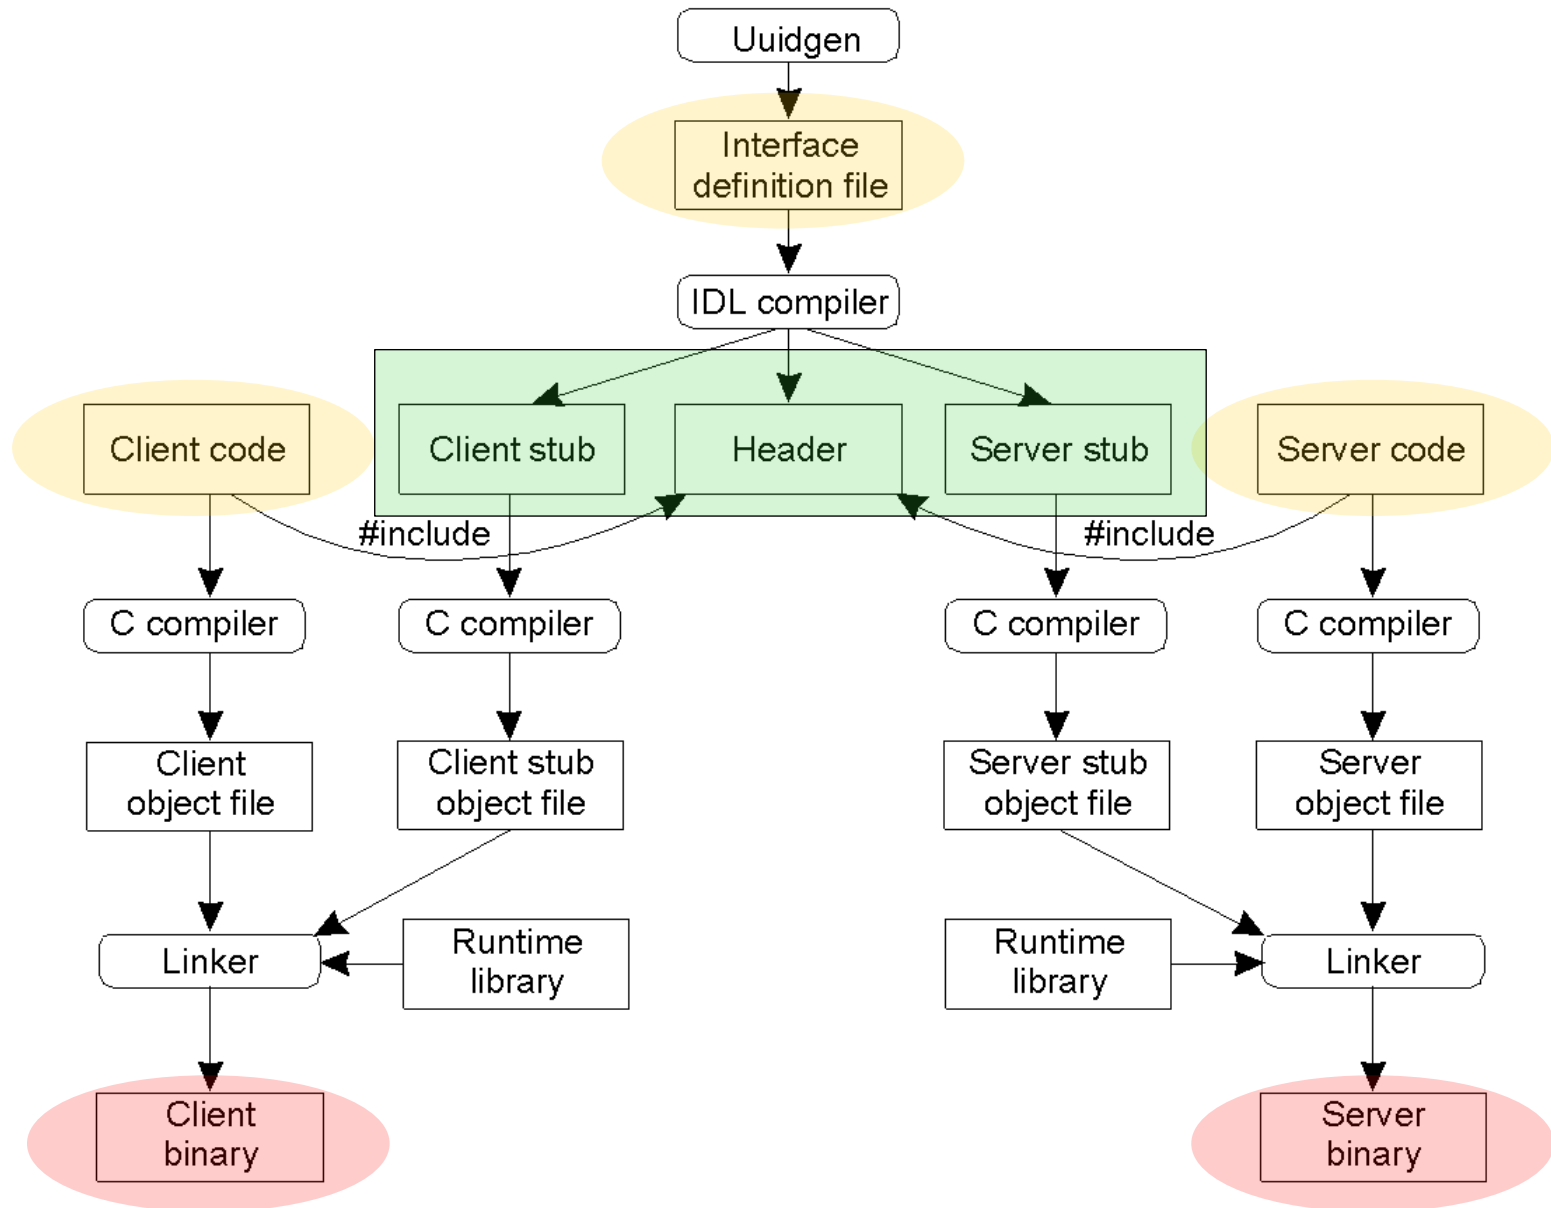 Uuidgen
Interface
definition file
IDL compiler
Client code
Client stub
Header
Server stub
Server code
#include
#include
C compiler
C compiler
C compiler
C compiler
Client
object file
Client stub
object file
Server stub
object file
Server
object file
Linker
Runtime
library
Runtime
library
Linker
Client
binary
Server
binary